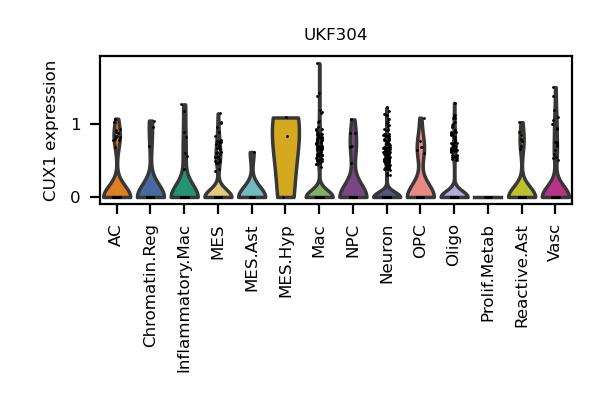 UKF304
CUX1 expression
1
0
AC
Chromatin.Reg
Inflammatory.Mac
MES
MES.Ast
MES.Hyp
Mac
NPC
Neuron
OPC
Oligo
Prolif.Metab
Reactive.Ast
Vasc